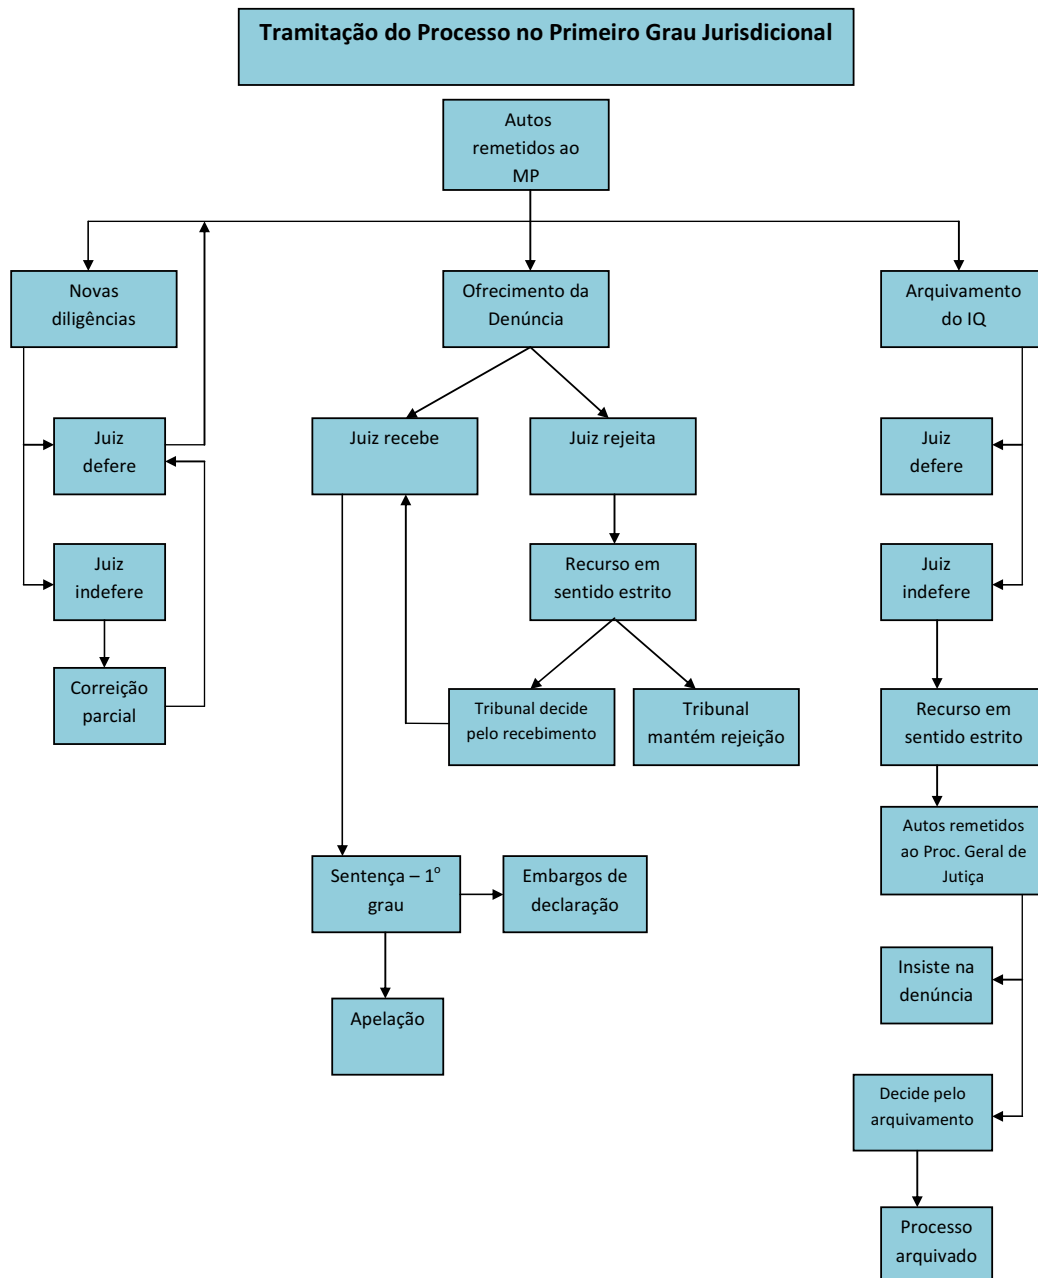 Tramitação do Processo no Primeiro Grau Jurisdicional
Autos
remetidos ao
MP
Novas
diligências
Ofrecimento da
Denúncia
Arquivamento
do IQ
Juiz
defere
Juiz recebe
Juiz rejeita
Juiz
defere
Juiz
indefere
Recurso em
sentido estrito
Juiz
indefere
Correição
parcial
Tribunal decide
pelo recebimento
Tribunal
mantém rejeição
Recurso em
sentido estrito
Autos remetidos
ao Proc. Geral de
Jutiça
Sentença – 1º
grau
Embargos de
declaração
Insiste na
denúncia
Apelação
Decide pelo
arquivamento
Processo
arquivado